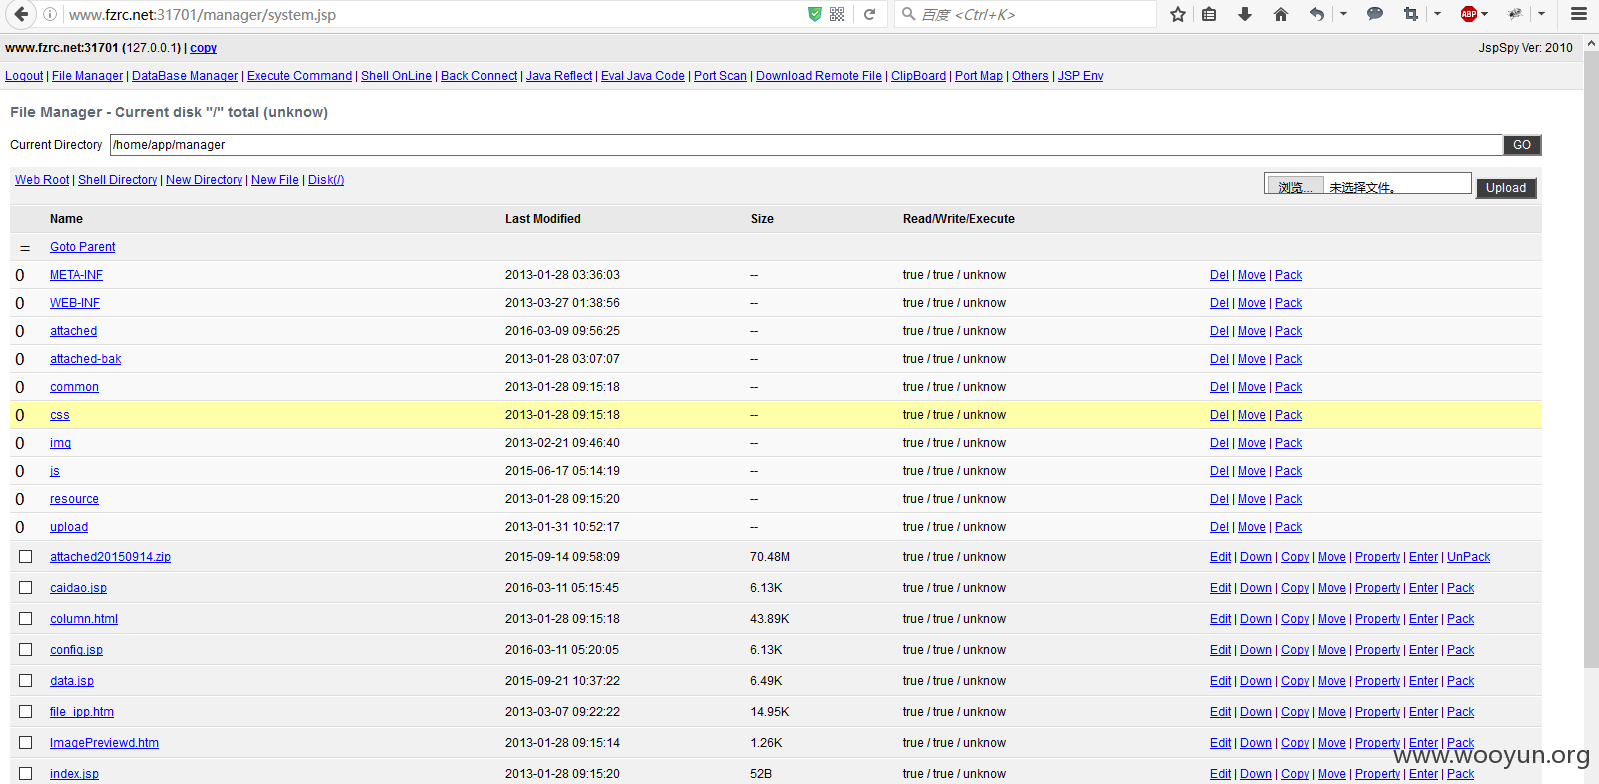 www.fzrc.net:31701/manager/system.jsp
百度 <Ctrl+K>
ABP
www.fzrc.net:31701 (127.0.0.1) | copy
JspSpy Ver: 2010
Logout | File Manager | DataBase Manager | Execute Command | Shell OnLine | Back Connect | Java Reflect | Eval Java Code | Port Scan | Download Remote File | ClipBoard | Port Map | Others | JSP Env
File Manager - Current disk "/" total (unknow)
Current Directory /home/app/manager GO
Web Root | Shell Directory | New Directory | New File | Disk(/)
浏览... 未选择文件。 Upload
Name Last Modified Size Read/Write/Execute
= Goto Parent
0 META-INF 2013-01-28 03:36:03 -- true / true / unknow Del | Move | Pack
0 WEB-INF 2013-03-27 01:38:56 -- true / true / unknow Del | Move | Pack
0 attached 2016-03-09 09:56:25 -- true / true / unknow Del | Move | Pack
0 attached-bak 2013-01-28 03:07:07 -- true / true / unknow Del | Move | Pack
0 common 2013-01-28 09:15:18 -- true / true / unknow Del | Move | Pack
0 css 2013-01-28 09:15:18 -- true / true / unknow Del | Move | Pack
0 img 2013-02-21 09:46:40 -- true / true / unknow Del | Move | Pack
0 js 2015-06-17 05:14:19 -- true / true / unknow Del | Move | Pack
0 resource 2013-01-28 09:15:20 -- true / true / unknow Del | Move | Pack
0 upload 2013-01-31 10:52:17 -- true / true / unknow Del | Move | Pack
attached20150914.zip 2015-09-14 09:58:09 70.48M true / true / unknow Edit | Down | Copy | Move | Property | Enter | UnPack
caidao.jsp 2016-03-11 05:15:45 6.13K true / true / unknow Edit | Down | Copy | Move | Property | Enter | Pack
column.html 2013-01-28 09:15:18 43.89K true / true / unknow Edit | Down | Copy | Move | Property | Enter | Pack
config.jsp 2016-03-11 05:20:05 6.13K true / true / unknow Edit | Down | Copy | Move | Property | Enter | Pack
data.jsp 2015-09-21 10:37:22 6.49K true / true / unknow Edit | Down | Copy | Move | Property | Enter | Pack
file_ipp.htm 2013-03-07 09:22:22 14.95K true / true / unknow Edit | Down | Copy | Move | Property | Enter | Pack
ImagePreviewd.htm 2013-01-28 09:15:14 1.26K true / true / unknow Edit | Down | Copy | Move | Property | Enter | Pack
index.jsp 2013-01-28 09:15:20 52B true / true / unknow Edit | Down | Copy | Move | Property | Enter | Pack
www.wooyun.org